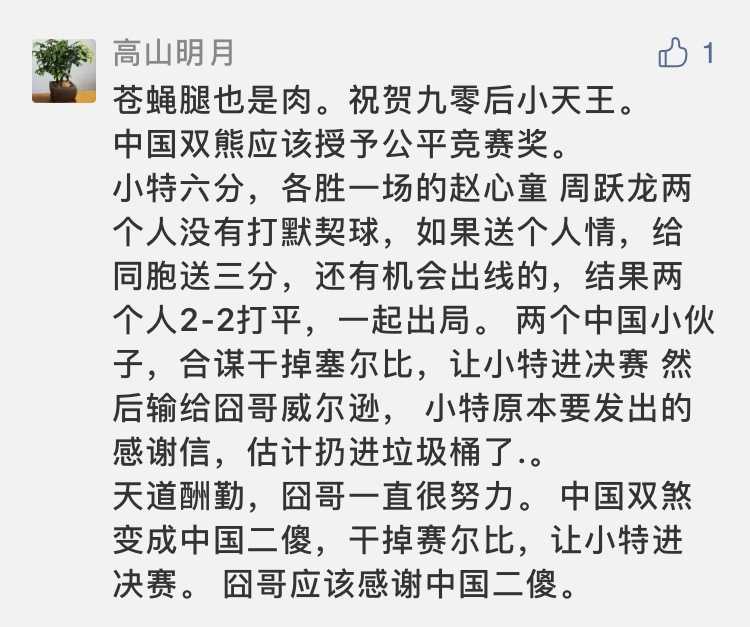 高山明月 1
苍蝇腿也是肉。祝贺九零后小天王。
中国双熊应该授予公平竞赛奖。
小特六分，各胜一场的赵心童 周跃龙两
个人没有打默契球，如果送个人情，给
同胞送三分，还有机会出线的，结果两
个人2-2打平，一起出局。 两个中国小伙
子，合谋干掉塞尔比，让小特进决赛 然
后输给囧哥威尔逊， 小特原本要发出的
感谢信，估计扔进垃圾桶了.。
天道酬勤，囧哥一直很努力。 中国双煞
变成中国二傻，干掉赛尔比，让小特进
决赛。 囧哥应该感谢中国二傻。